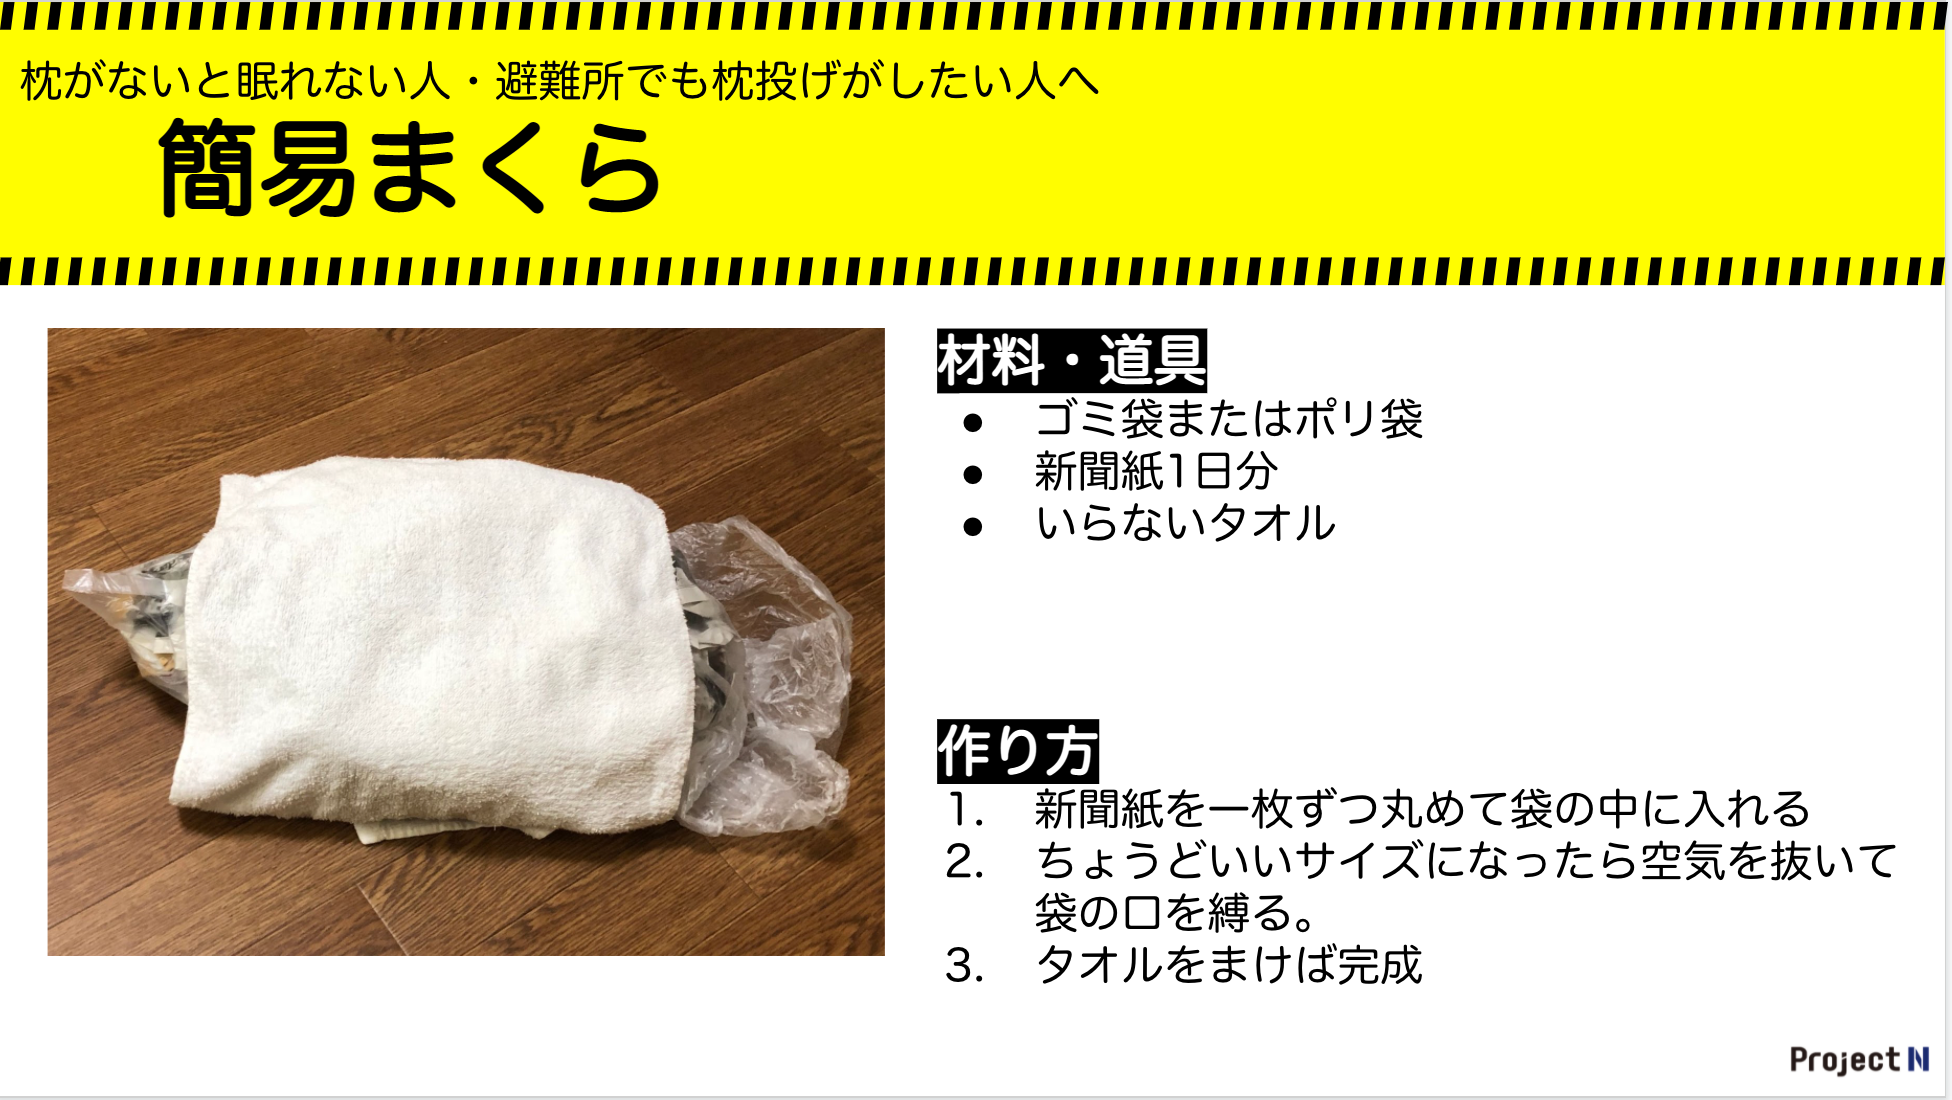 枕がないと眠れない人・避難所でも枕投げがしたい人へ
簡易まくら
材料・道具
● ゴミ袋またはポリ袋
● 新聞紙1日分
● いらないタオル
作り方
1. 新聞紙を一枚ずつ丸めて袋の中に入れる
2. ちょうどいいサイズになったら空気を抜いて
袋の口を縛る。
3. タオルをまけば完成
Project N